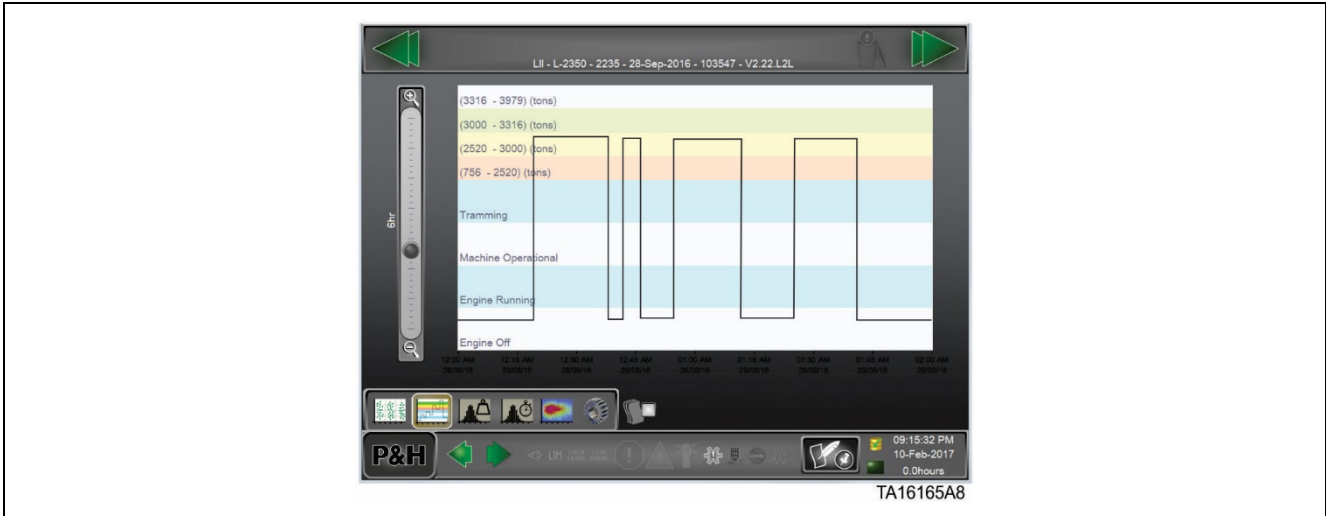 LII - L-2350 - 2235 - 28-Sep-2016 - 103547 - V2.22.L2L
(3316 - 3979) (tons)
(3000 - 3316) (tons)
(2520 - 3000) (tons)
(756 - 2520) (tons)
Tramming
Machine Operational
Engine Running
Engine Off
6hr
12:00 AM 12:15 AM 12:30 AM 12:45 AM 01:00 AM 01:15 AM 01:30 AM 01:45 AM 02:00 AM
P&H
LIM
09:15:32 PM
10-Feb-2017
0.0hours
TA16165A8